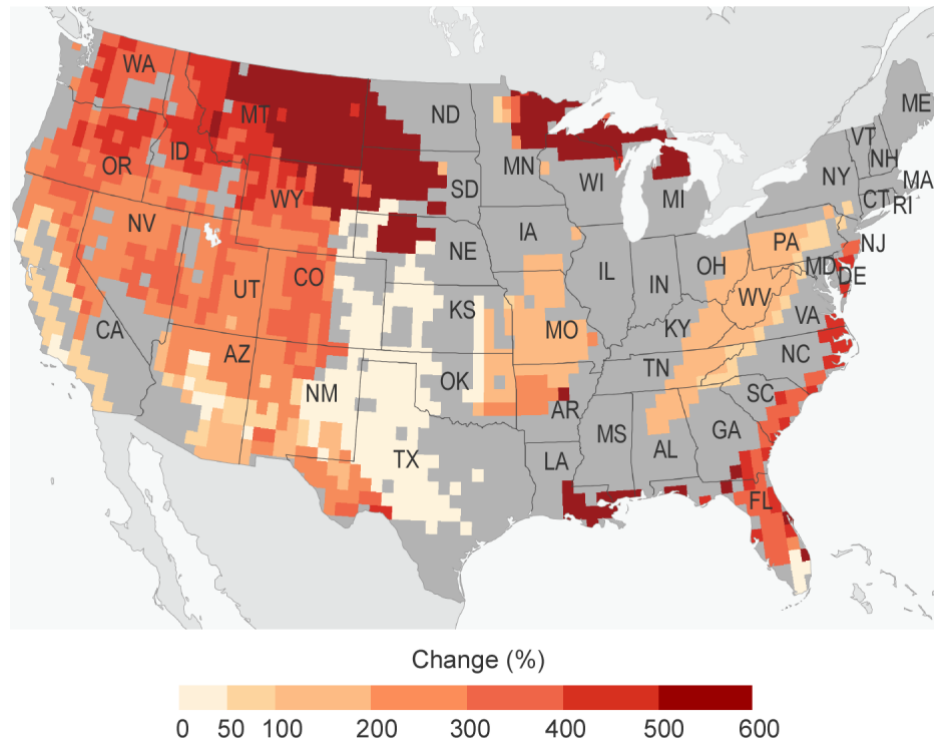 WA
ME
MT
ND
VT
OR
ID
MN
NH
WY
SD
WI
MI
NY
MA
CT RI
NV
IA
NE
PA
NJ
UT
CO
IL
IN
OH
MD
DE
KS
WV
CA
MO
KY
VA
AZ
TN
NC
NM
OK
AR
SC
MS
AL
GA
TX
LA
FL
Change (%)
0 50 100 200 300 400 500 600